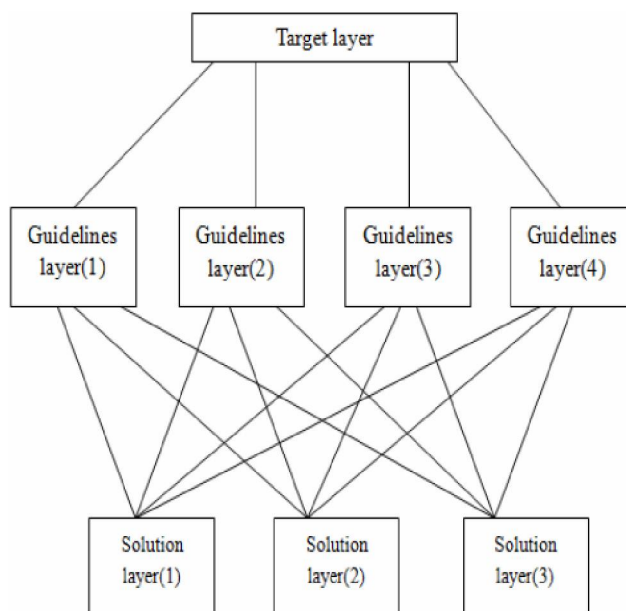 Target layer
Guidelines
layer(1)
Guidelines
layer(2)
Guidelines
layer(3)
Guidelines
layer(4)
Solution
layer(1)
Solution
layer(2)
Solution
layer(3)